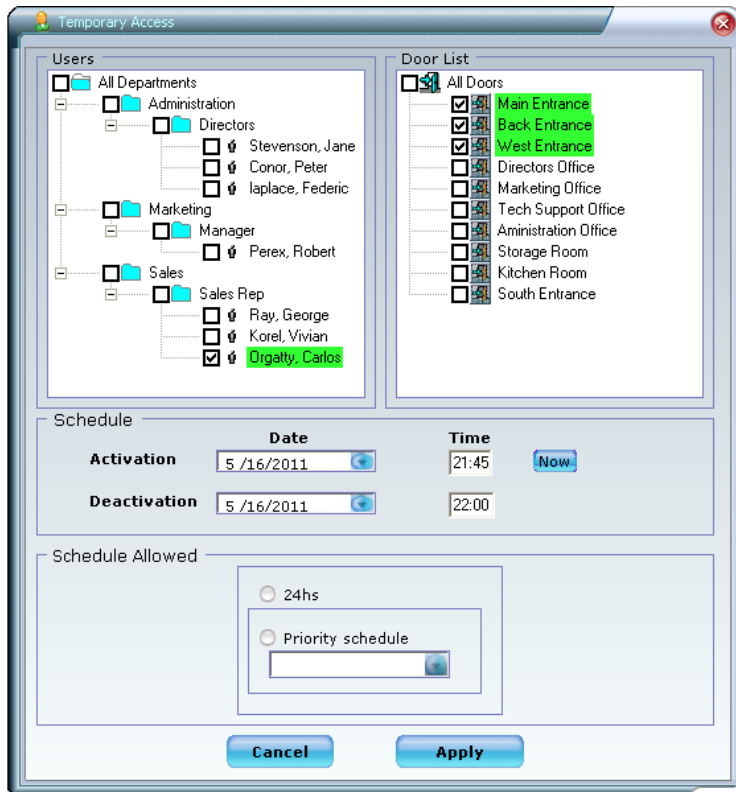 Temporary Access
Users
All Departments
Administration
Directors
Stevenson, Jane
Conor, Peter
laplace, Federic
Marketing
Manager
Perex, Robert
Sales
Sales Rep
Ray, George
Korel, Vivian
Orgatty, Carlos
Door List
All Doors
Main Entrance
Back Entrance
West Entrance
Directors Office
Marketing Office
Tech Support Office
Aministration Office
Storage Room
Kitchen Room
South Entrance
Schedule
Date Time
Activation 5 /16/2011 21:45 Now
Deactivation 5 /16/2011 22:00
Schedule Allowed
24hs
Priority schedule
Cancel Apply